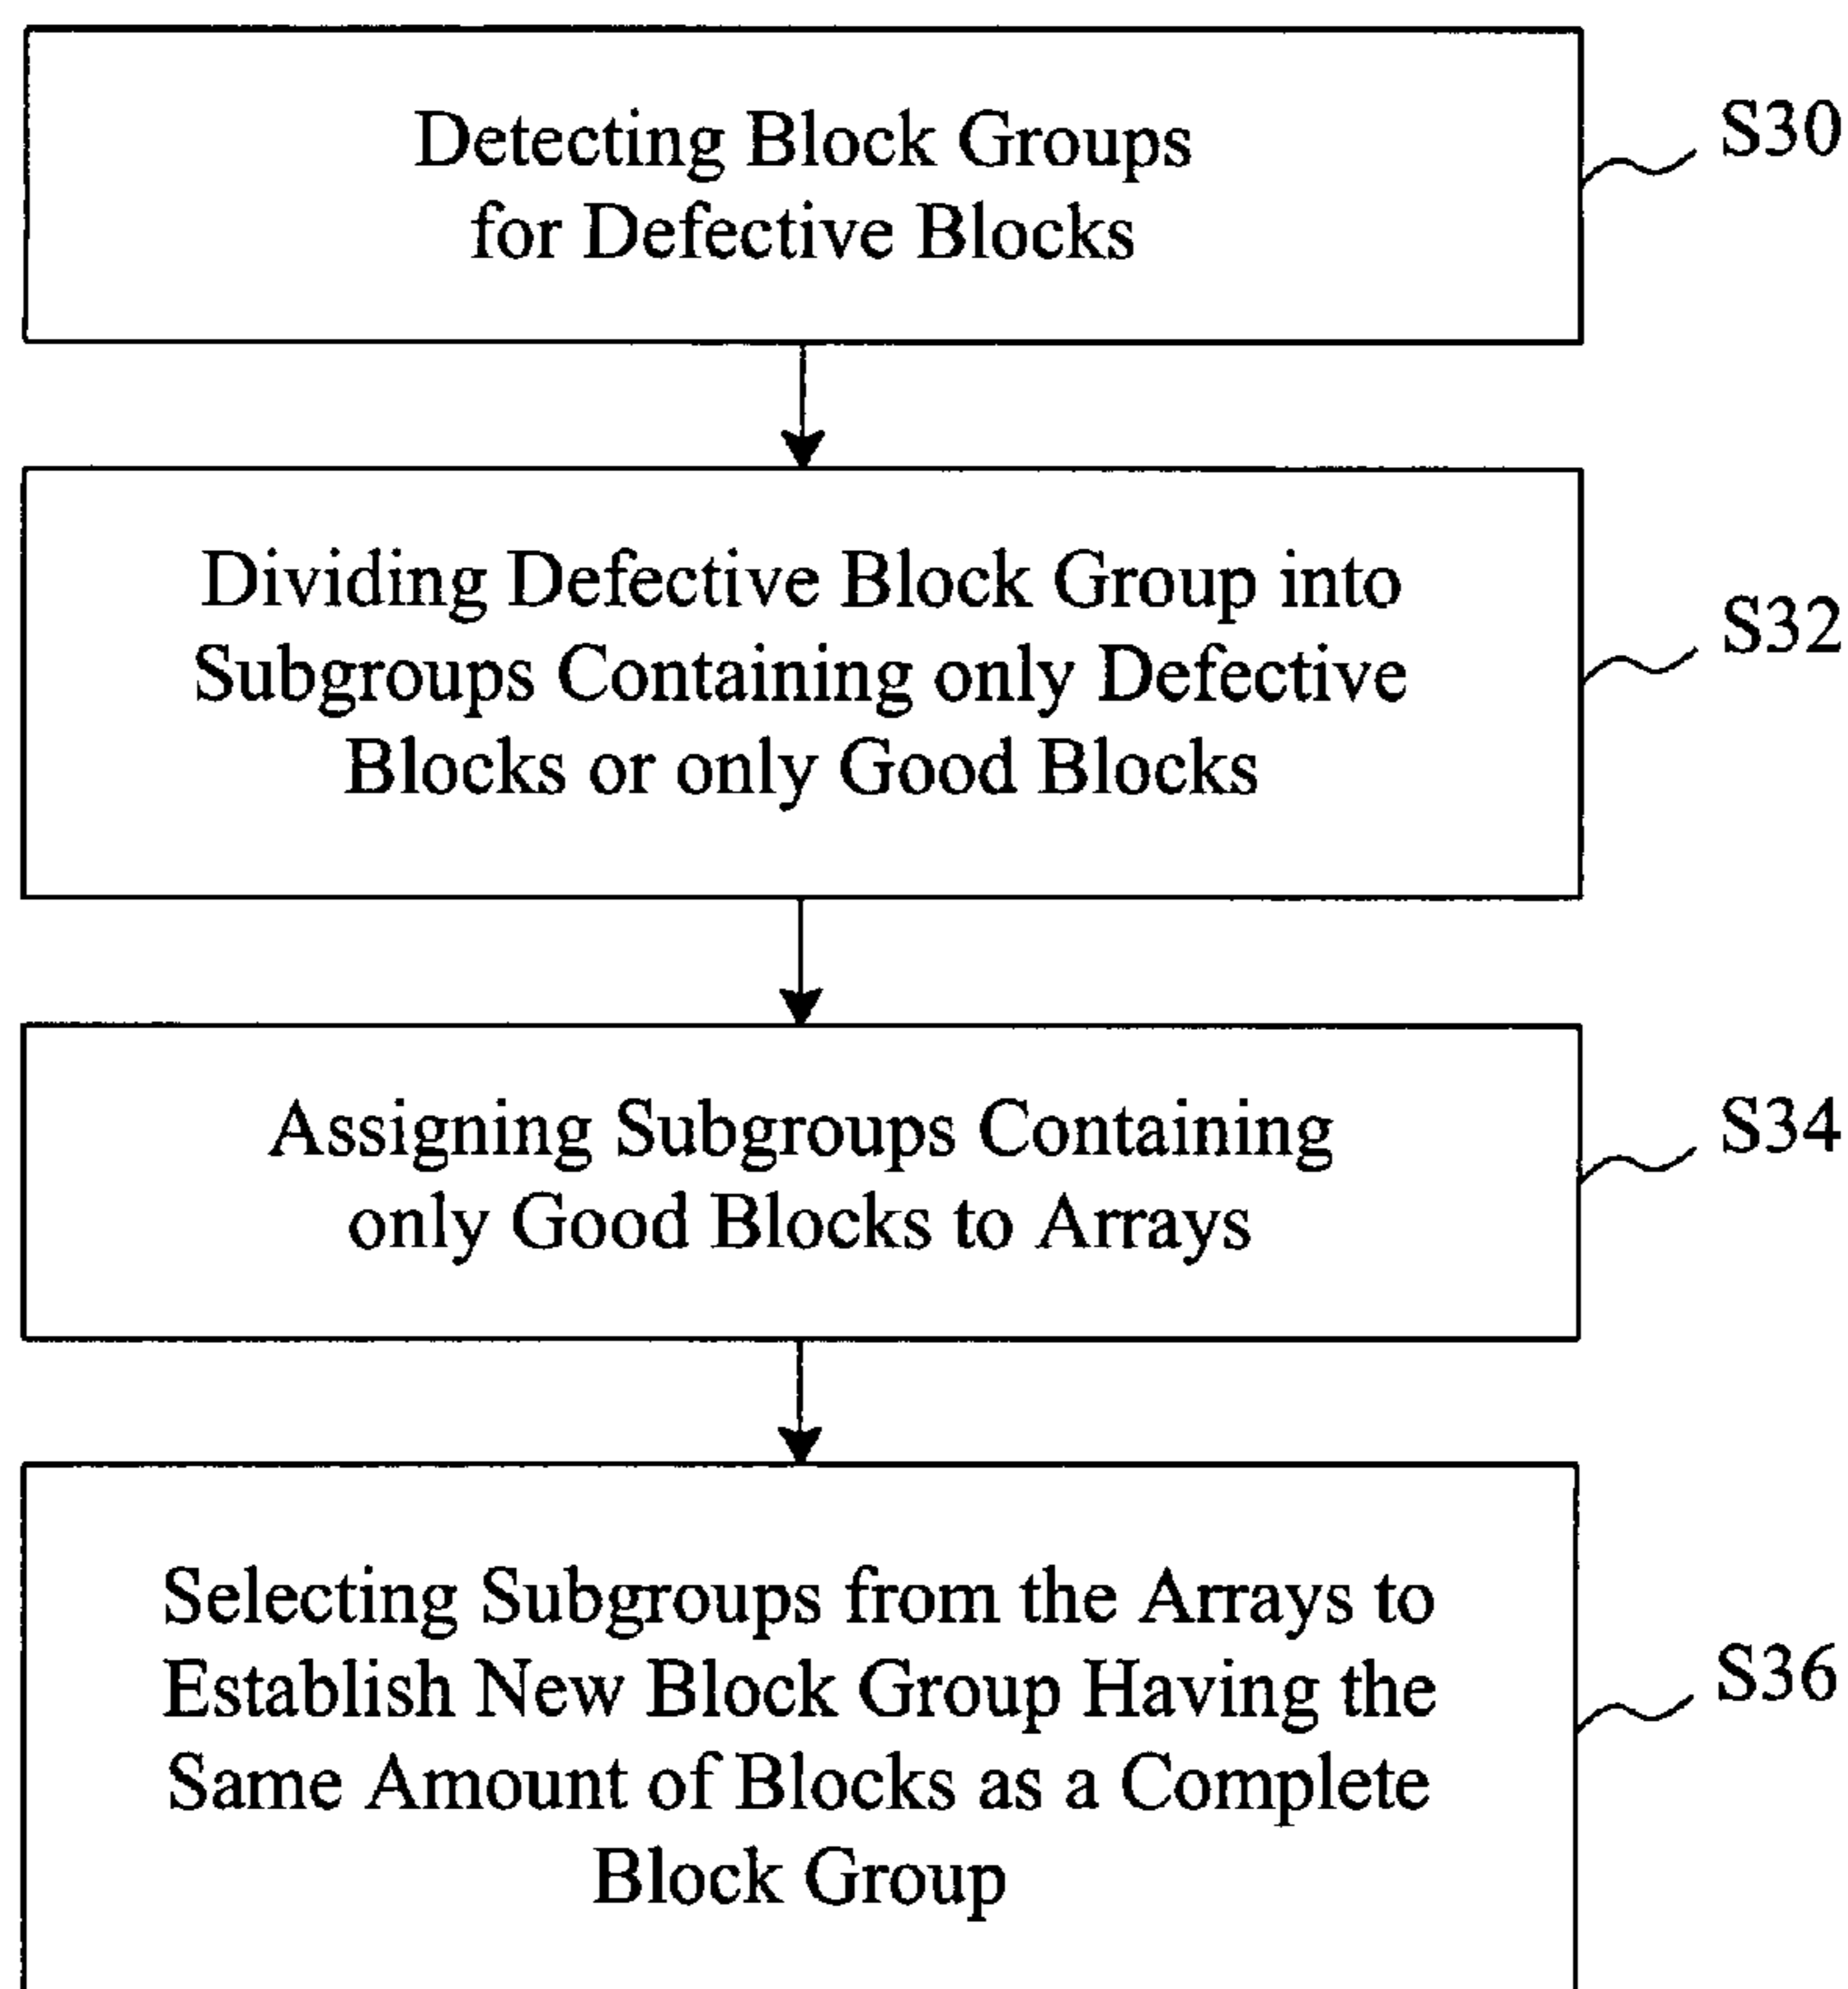 Detecting Block Groups
for Defective Blocks
S30
Dividing Defective Block Group into
Subgroups Containing only Defective
Blocks or only Good Blocks
S32
Assigning Subgroups Containing
only Good Blocks to Arrays
S34
Selecting Subgroups from the Arrays to
Establish New Block Group Having the
Same Amount of Blocks as a Complete
Block Group
S36